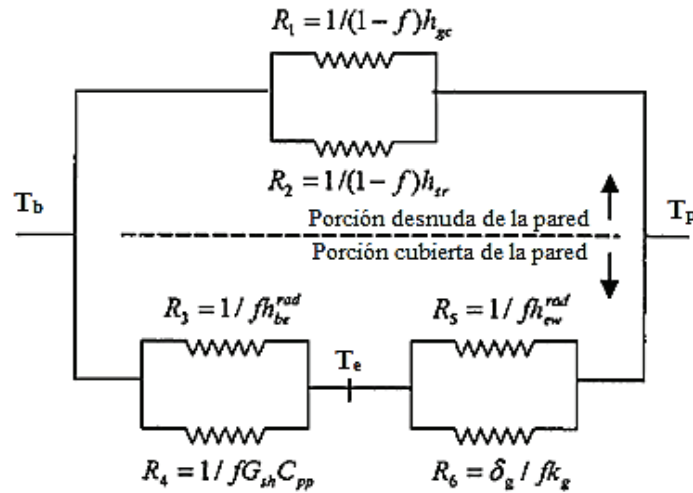 R₁ = 1/(1−f)h_gc
R₂ = 1/(1−f)h_sr
T_b
Porción desnuda de la pared
T_p
Porción cubierta de la pared
R₃ = 1/fh_be^rad
R₅ = 1/fh_ew^rad
T_e
R₄ = 1/fG_sh C_pp
R₆ = δ_g/fk_g